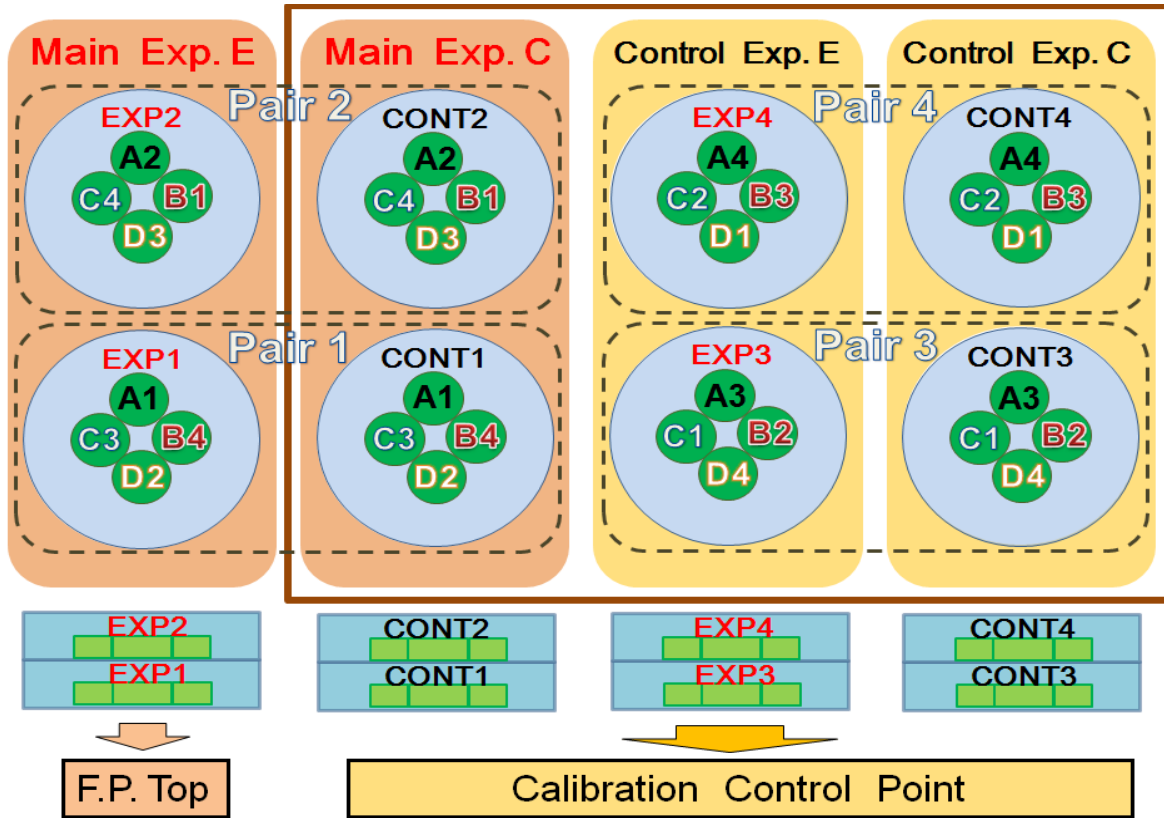 Main Exp. E
Main Exp. C
Control Exp. E
Control Exp. C
Pair 2
Pair 4
EXP2
A2
C4
B1
D3
CONT2
A2
C4
B1
D3
EXP4
A4
C2
B3
D1
CONT4
A4
C2
B3
D1
Pair 1
Pair 3
EXP1
A1
C3
B4
D2
CONT1
A1
C3
B4
D2
EXP3
A3
C1
B2
D4
CONT3
A3
C1
B2
D4
EXP2
EXP1
CONT2
CONT1
EXP4
EXP3
CONT4
CONT3
F.P. Top
Calibration Control Point